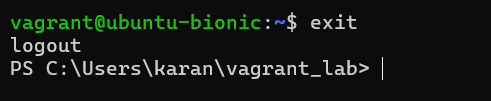 vagrant@ubuntu-bionic:~$ exit
logout
PS C:\Users\karan\vagrant_lab>